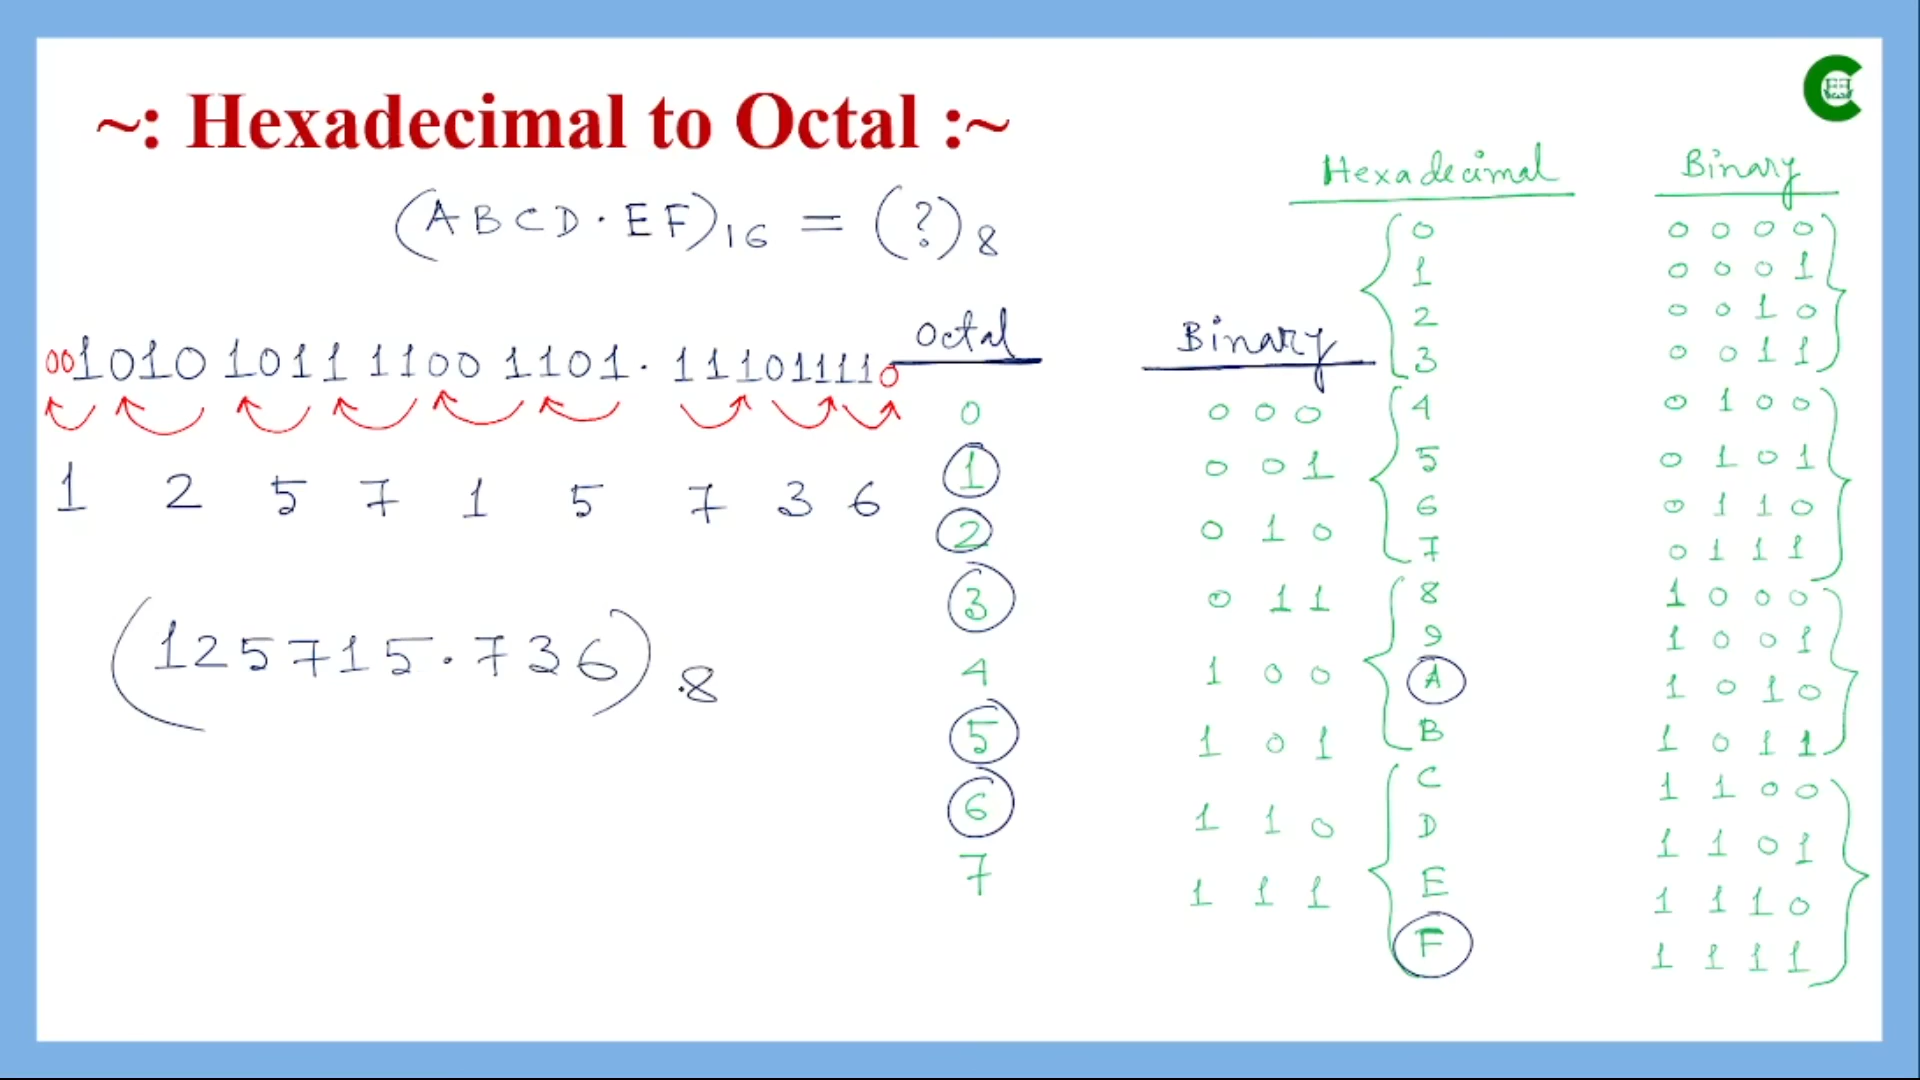 ~: Hexadecimal to Octal :~
(ABCD.EF)16 = (?)8
001010 1011 1100 1101.111011110
1 2 5 7 1 5 7 3 6
(125715.736)8
Octal Binary
0 000
1 001
2 010
3 011
4 100
5 101
6 110
7 111
Hexadecimal Binary
0 0000
1 0001
2 0010
3 0011
4 0100
5 0101
6 0110
7 0111
8 1000
9 1001
A 1010
B 1011
C 1100
D 1101
E 1110
F 1111
C